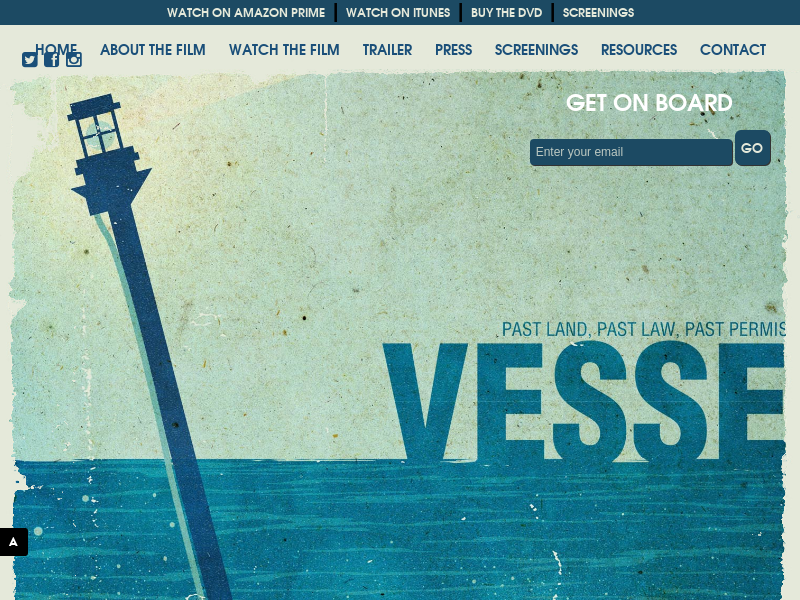 WATCH ON AMAZON PRIME
WATCH ON ITUNES
BUY THE DVD
SCREENINGS
HOME
ABOUT THE FILM
WATCH THE FILM
TRAILER
PRESS
SCREENINGS
RESOURCES
CONTACT
GET ON BOARD
Enter your email
GO
PAST LAND, PAST LAW, PAST PERMIS
VESSE
A